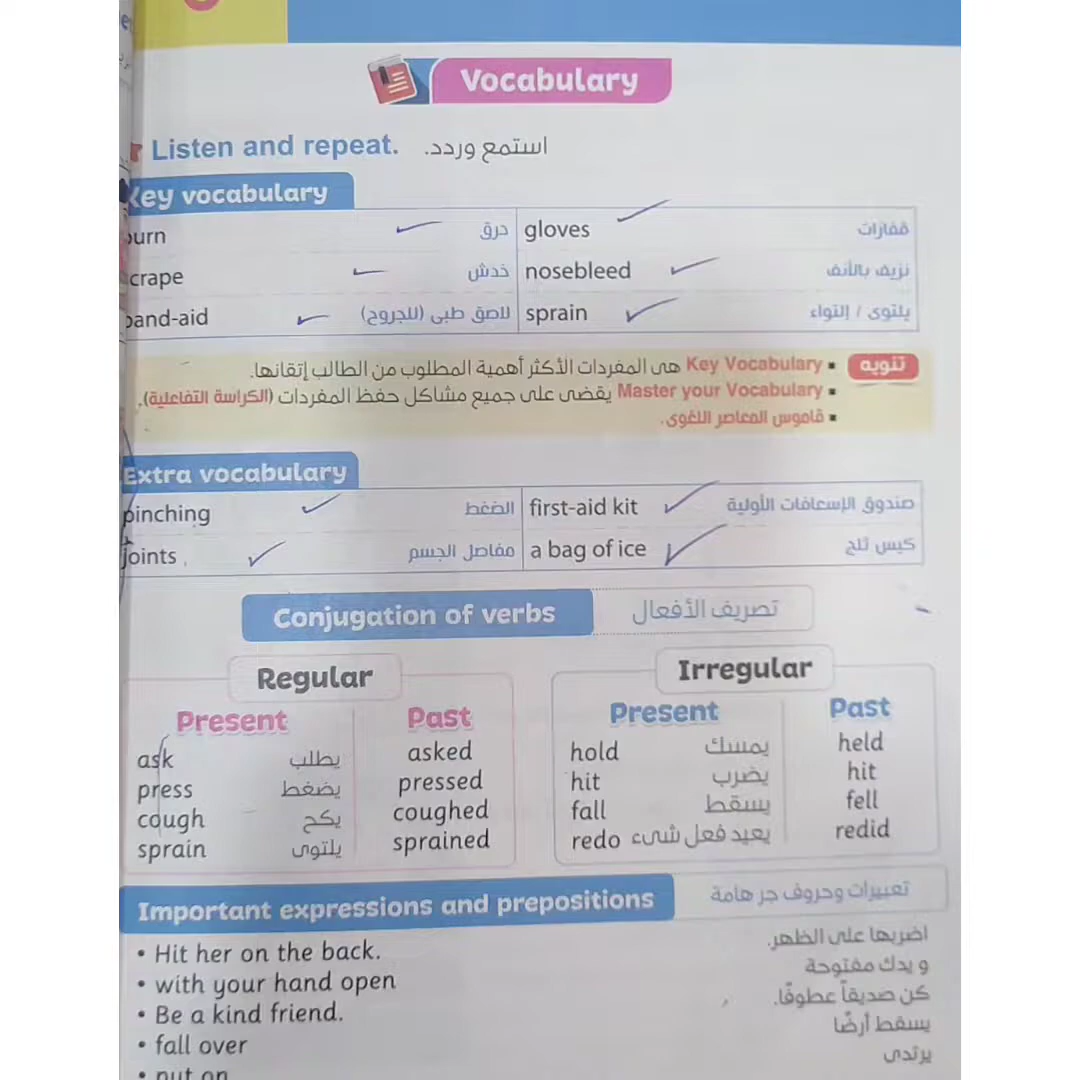 Vocabulary
Listen and repeat. استمع وردد.
Key vocabulary
burn حرق gloves قفازات
scrape خدش nosebleed نزيف بالأنف
band-aid لاصق طبى (للجروح) sprain يلتوى / إلتواء
تنويه ▪ Key Vocabulary هى المفردات الأكثر أهمية المطلوب من الطالب إتقانها.
▪ Master your Vocabulary يقضى على جميع مشاكل حفظ المفردات (الكراسة التفاعلية).
▪ قاموس المعاصر اللغوى.
Extra vocabulary
pinching الضغط first-aid kit صندوق الإسعافات الأولية
joints مفاصل الجسم a bag of ice كيس ثلج
Conjugation of verbs تصريف الأفعال
Regular
Present Past
ask يطلب asked
press يضغط pressed
cough يكح coughed
sprain يلتوى sprained
Irregular
Present Past
hold يمسك held
hit يضرب hit
fall يسقط fell
redo يعيد فعل شىء redid
Important expressions and prepositions تعبيرات وحروف جر هامة
• Hit her on the back. اضربها على الظهر.
• with your hand open و يدك مفتوحة
• Be a kind friend. كن صديقاً عطوفًا.
• fall over يسقط أرضًا
• put on يرتدى